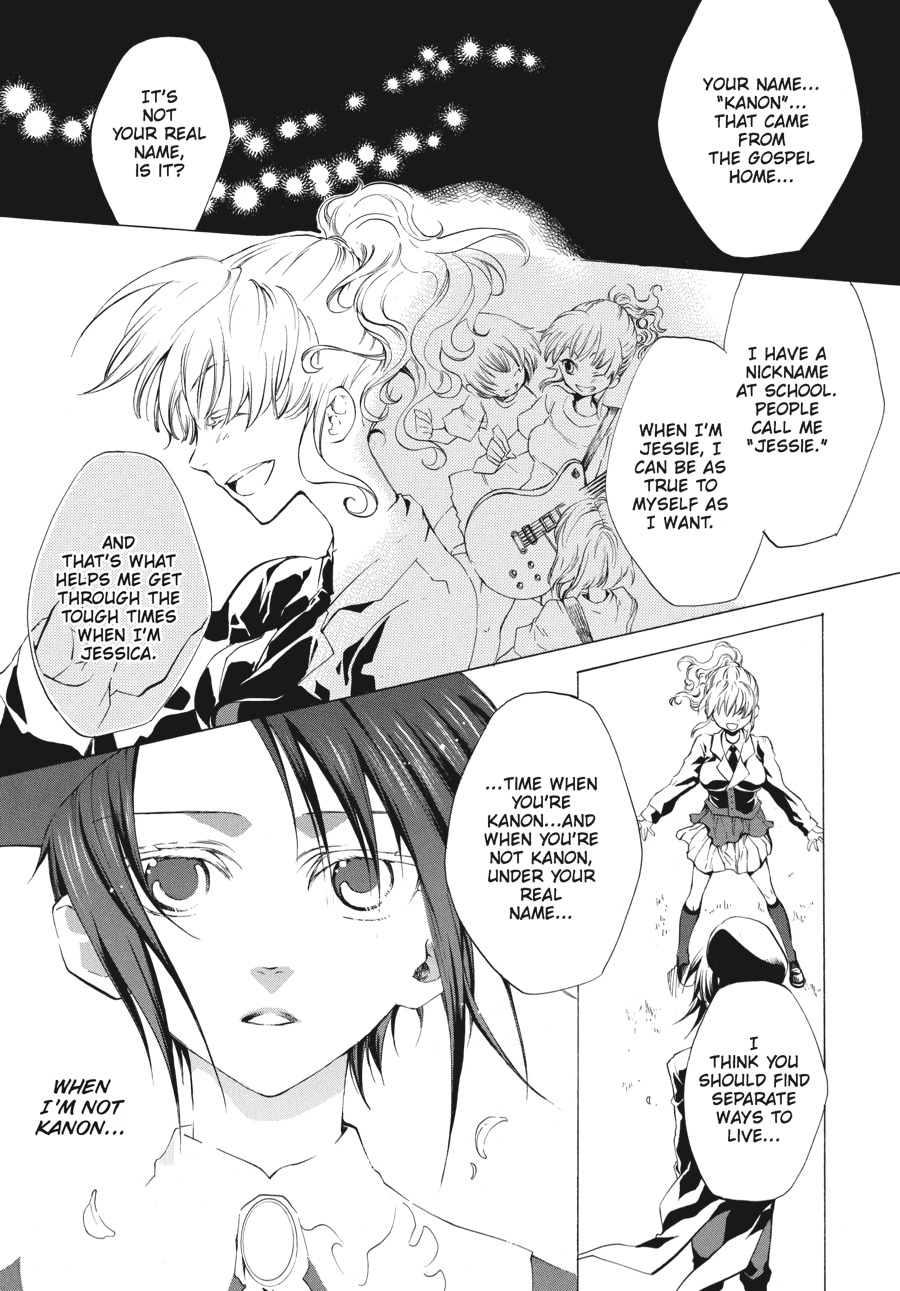 YOUR NAME...
"KANON"...
THAT CAME
FROM
THE GOSPEL
HOME...
IT'S
NOT
YOUR REAL
NAME,
IS IT?
I HAVE A
NICKNAME
AT SCHOOL.
PEOPLE
CALL ME
"JESSIE."
WHEN I'M
JESSIE, I
CAN BE AS
TRUE TO
MYSELF AS
I WANT.
AND
THAT'S WHAT
HELPS ME GET
THROUGH THE
TOUGH TIMES
WHEN I'M
JESSICA.
I
THINK YOU
SHOULD FIND
SEPARATE
WAYS TO
LIVE...
...TIME WHEN
YOU'RE
KANON...AND
WHEN YOU'RE
NOT KANON,
UNDER YOUR
REAL
NAME...
WHEN
I'M NOT
KANON...